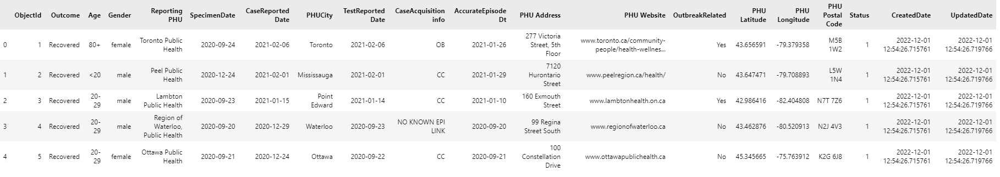 ObjectId Outcome Age Gender Reporting PHU SpecimenDate CaseReported Date PHUCity TestReported Date CaseAcquisition info AccurateEpisode Dt PHU Address PHU Website OutbreakRelated PHU Latitude PHU Longitude PHU Postal Code Status CreatedDate UpdatedDate
0 1 Recovered 80+ female Toronto Public Health 2020-09-24 2021-02-06 Toronto 2021-02-06 OB 2021-01-26 277 Victoria Street, 5th Floor www.toronto.ca/community-people/health-wellnes... Yes 43.656591 -79.379358 M5B 1W2 1 2022-12-01 12:54:26.715761 2022-12-01 12:54:26.719766
1 2 Recovered <20 male Peel Public Health 2020-12-24 2021-02-01 Mississauga 2021-02-01 CC 2021-01-29 7120 Hurontario Street www.peelregion.ca/health/ No 43.647471 -79.708893 L5W 1N4 1 2022-12-01 12:54:26.715761 2022-12-01 12:54:26.719766
2 3 Recovered 20-29 male Lambton Public Health 2020-09-23 2021-01-15 Point Edward 2021-01-14 CC 2021-01-10 160 Exmouth Street www.lambtonhealth.on.ca Yes 42.986416 -82.404808 N7T 7Z6 1 2022-12-01 12:54:26.715761 2022-12-01 12:54:26.719766
3 4 Recovered 20-29 male Region of Waterloo, Public Health 2020-09-20 2020-12-29 Waterloo 2020-09-23 NO KNOWN EPI LINK 2020-09-20 99 Regina Street South www.regionofwaterloo.ca No 43.462876 -80.520913 N2J 4V3 1 2022-12-01 12:54:26.715761 2022-12-01 12:54:26.719766
4 5 Recovered 20-29 female Ottawa Public Health 2020-09-21 2020-12-24 Ottawa 2020-09-22 CC 2020-09-21 100 Constellation Drive www.ottawapublichealth.ca No 45.345665 -75.763912 K2G 6J8 1 2022-12-01 12:54:26.715761 2022-12-01 12:54:26.719766